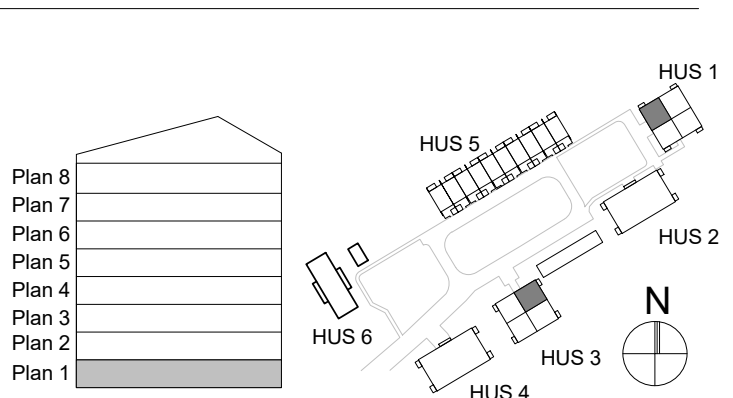 HUS 1
HUS 5
Plan 8
Plan 7
Plan 6
Plan 5
Plan 4
Plan 3
Plan 2
Plan 1
HUS 2
N
HUS 6
HUS 3
HUS 4